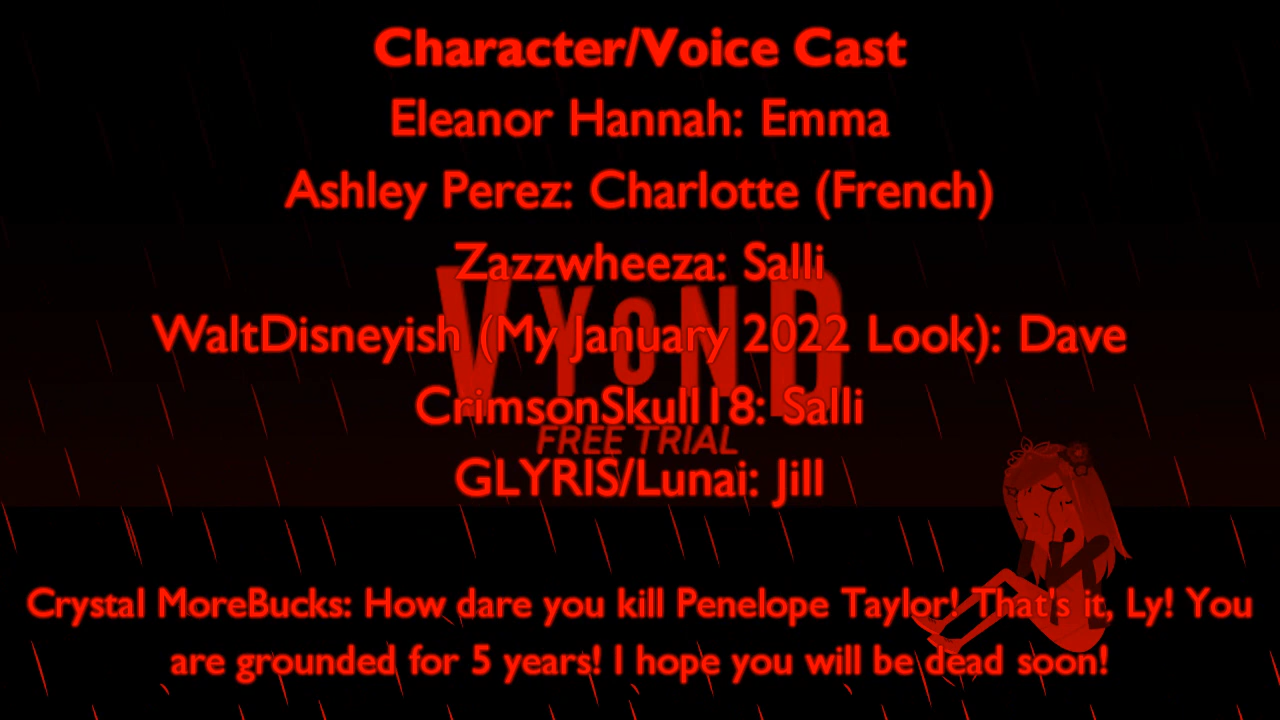 Character/Voice Cast
Eleanor Hannah: Emma
Ashley Perez: Charlotte (French)
Zazzwheeza: Salli
WaltDisneyish (My January 2022 Look): Dave
VYOND
CrimsonSkull18: Salli
FREE TRIAL
GLYRIS/Lunai: Jill
Crystal MoreBucks: How dare you kill Penelope Taylor! That's it, Ly! You
are grounded for 5 years! I hope you will be dead soon!